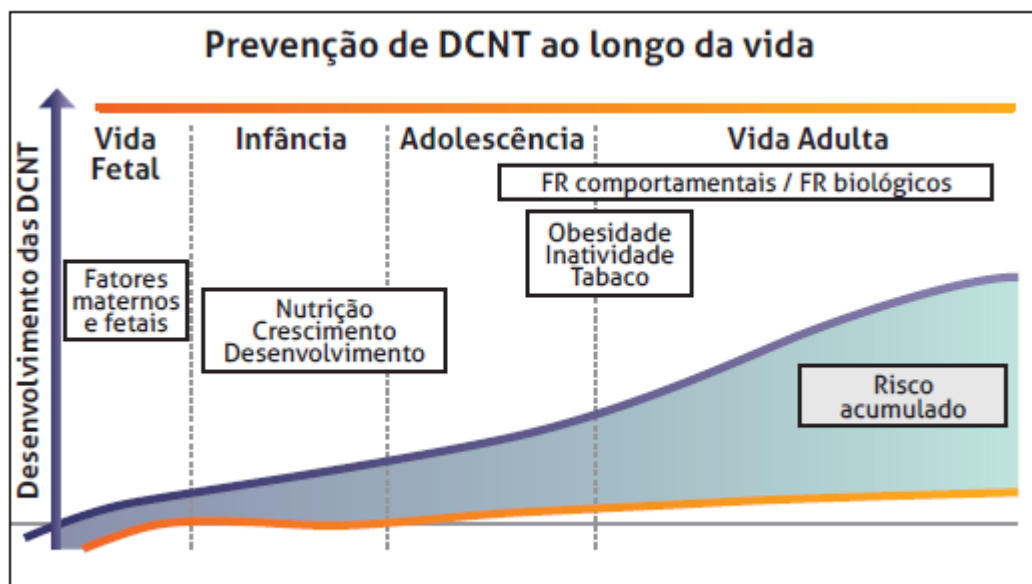 Prevenção de DCNT ao longo da vida
Desenvolvimento das DCNT
Vida
Fetal
Infância
Adolescência
Vida Adulta
FR comportamentais / FR biológicos
Obesidade
Inatividade
Tabaco
Fatores
maternos
e fetais
Nutrição
Crescimento
Desenvolvimento
Risco
acumulado